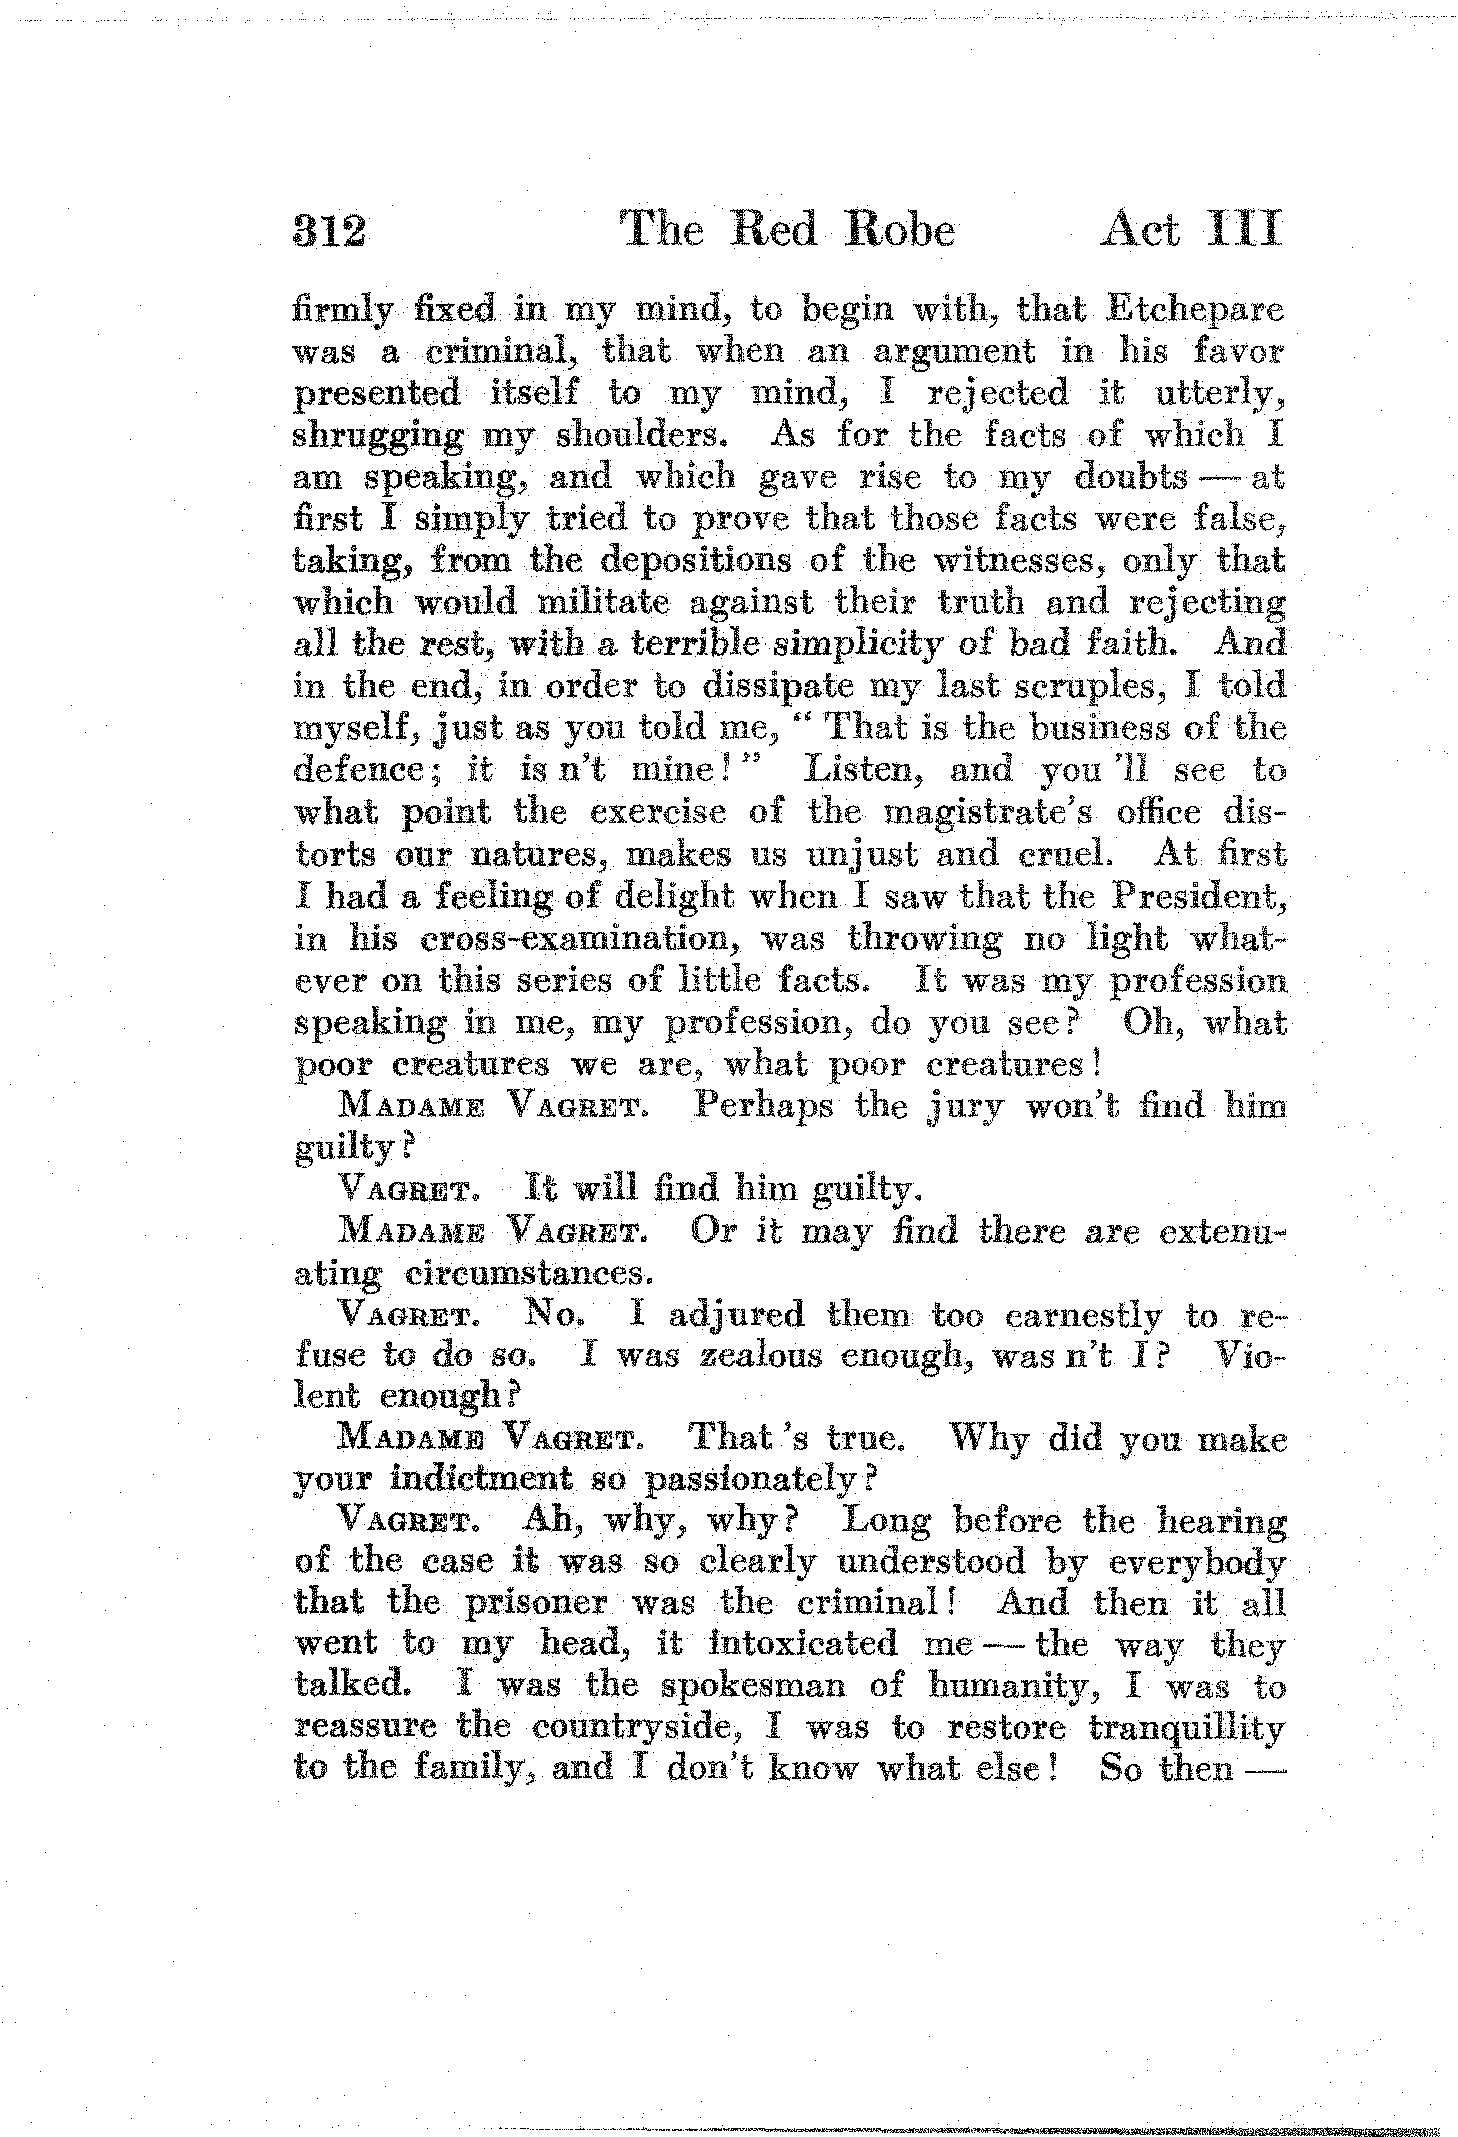 312 The Red Robe Act III
firmly fixed in my mind, to begin with, that Etchepare
was a criminal, that when an argument in his favor
presented itself to my mind, I rejected it utterly,
shrugging my shoulders. As for the facts of which I
am speaking, and which gave rise to my doubts — at
first I simply tried to prove that those facts were false,
taking, from the depositions of the witnesses, only that
which would militate against their truth and rejecting
all the rest, with a terrible simplicity of bad faith. And
in the end, in order to dissipate my last scruples, I told
myself, just as you told me, " That is the business of the
defence; it is n't mine! " Listen, and you 'll see to
what point the exercise of the magistrate's office dis-
torts our natures, makes us unjust and cruel. At first
I had a feeling of delight when I saw that the President,
in his cross-examination, was throwing no light what-
ever on this series of little facts. It was my profession
speaking in me, my profession, do you see? Oh, what
poor creatures we are, what poor creatures!
MADAME VAGRET. Perhaps the jury won't find him
guilty?
VAGRET. It will find him guilty.
MADAME VAGRET. Or it may find there are extenu-
ating circumstances.
VAGRET. No. I adjured them too earnestly to re-
fuse to do so. I was zealous enough, was n't I? Vio-
lent enough?
MADAME VAGRET. That 's true. Why did you make
your indictment so passionately?
VAGRET. Ah, why, why? Long before the hearing
of the case it was so clearly understood by everybody
that the prisoner was the criminal! And then it all
went to my head, it intoxicated me — the way they
talked. I was the spokesman of humanity, I was to
reassure the countryside, I was to restore tranquillity
to the family, and I don't know what else! So then —